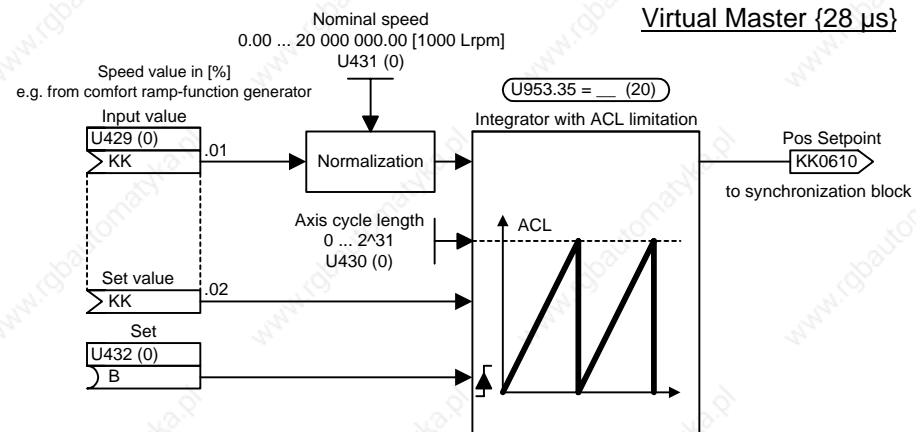 Virtual Master {28 µs}
Nominal speed
0.00 ... 20 000 000.00 [1000 Lrpm]
U431 (0)
Speed value in [%]
e.g. from comfort ramp-function generator
Input value
U429 (0)
KK
.01
Normalization
U953.35 = __ (20)
Integrator with ACL limitation
Pos Setpoint
KK0610
to synchronization block
Axis cycle length
0 ... 2^31
U430 (0)
ACL
Set value
KK
.02
Set
U432 (0)
B